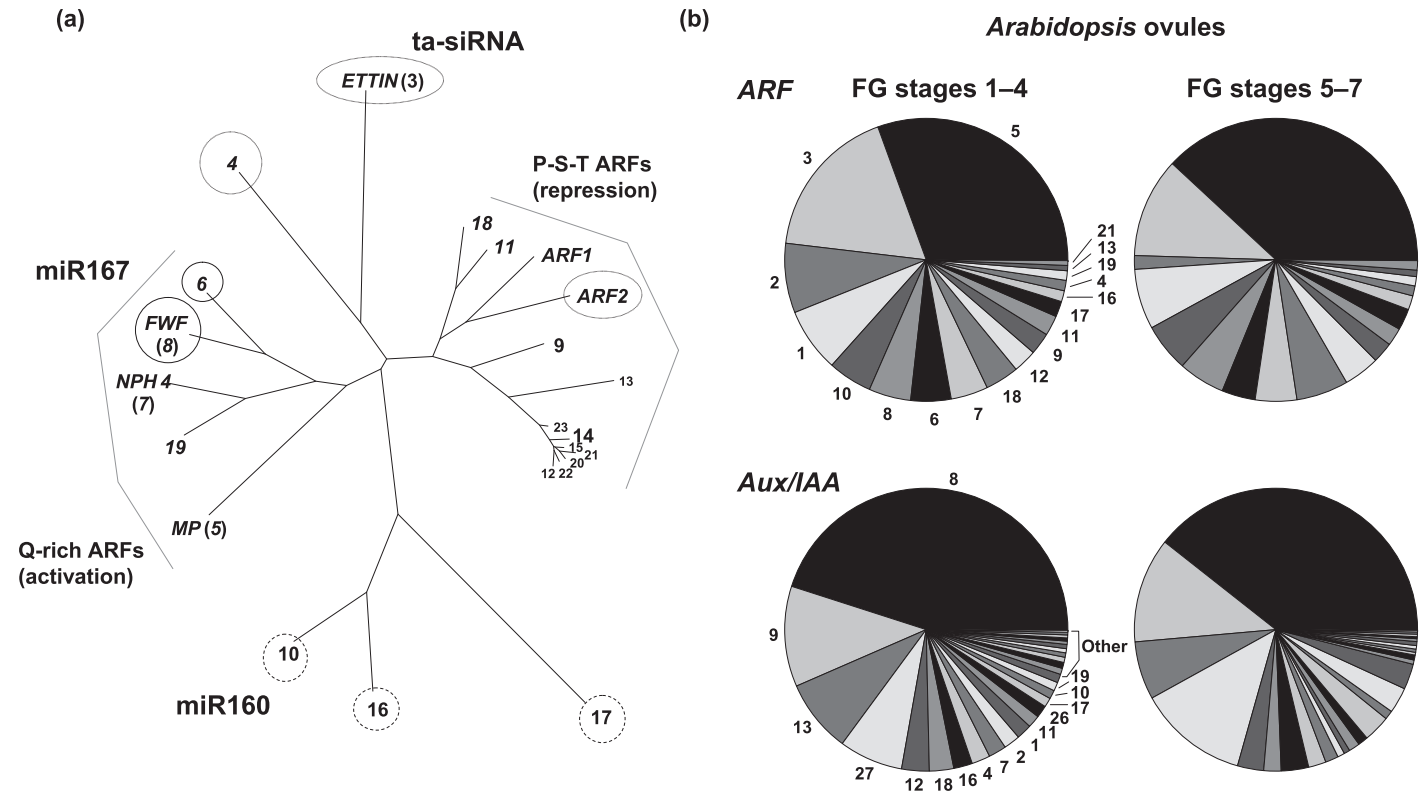 (a)
ta-siRNA
ETTIN (3)
4
P-S-T ARFs
(repression)
18
11
ARF1
ARF2
miR167
6
FWF
(8)
NPH 4
(7)
19
9
13
23
14
15
21
20
12 22
MP (5)
Q-rich ARFs
(activation)
10
miR160
16
17
(b)
Arabidopsis ovules
ARF
FG stages 1–4
FG stages 5–7
5
3
2
1
10
8
6
7
18
12
9
11
17
16
4
19
13
21
Aux/IAA
8
9
13
27
12
18
16
4
7
2
1
11
26
17
10
19
Other